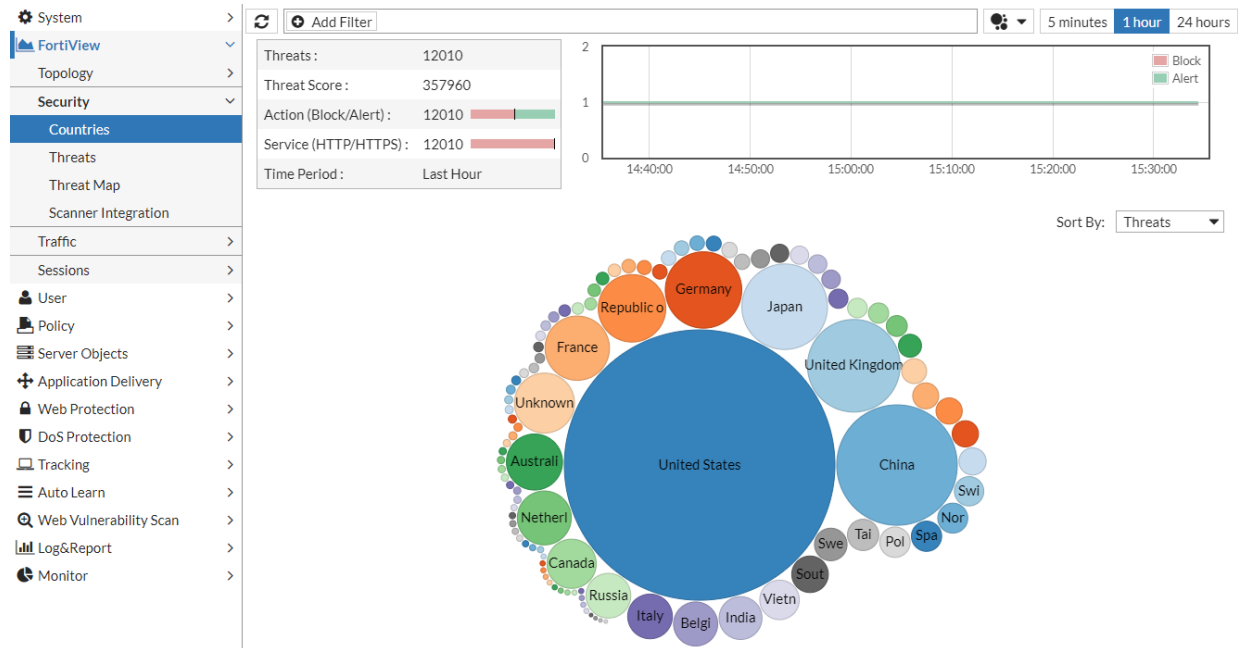 System
FortiView
Topology
Security
Countries
Threats
Threat Map
Scanner Integration
Traffic
Sessions
User
Policy
Server Objects
Application Delivery
Web Protection
DoS Protection
Tracking
Auto Learn
Web Vulnerability Scan
Log&Report
Monitor
Add Filter
5 minutes 1 hour 24 hours
Threats : 12010
Threat Score : 357960
Action (Block/Alert) : 12010
Service (HTTP/HTTPS) : 12010
Time Period : Last Hour
2
1
0
Block
Alert
14:40:00 14:50:00 15:00:00 15:10:00 15:20:00 15:30:00
Sort By: Threats
Germany
Republic o
Japan
France
United Kingdom
Unknown
Australi
United States
China
Swi
Netherl
Nor
Spa
Pol
Tai
Swe
Canada
Sout
Russia
Vietn
Italy
Belgi
India